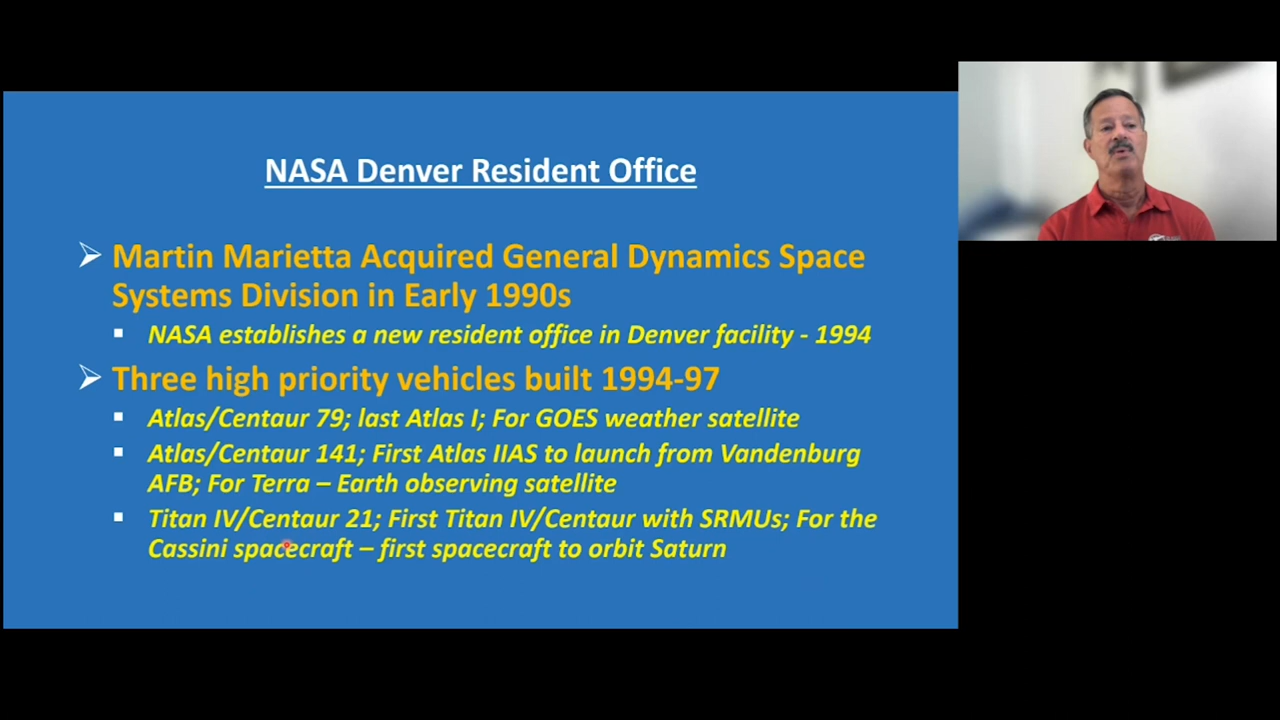 NASA Denver Resident Office
Martin Marietta Acquired General Dynamics Space
Systems Division in Early 1990s
NASA establishes a new resident office in Denver facility - 1994
Three high priority vehicles built 1994-97
Atlas/Centaur 79; last Atlas I; For GOES weather satellite
Atlas/Centaur 141; First Atlas IIAS to launch from Vandenburg
AFB; For Terra – Earth observing satellite
Titan IV/Centaur 21; First Titan IV/Centaur with SRMUs; For the
Cassini spacecraft – first spacecraft to orbit Saturn